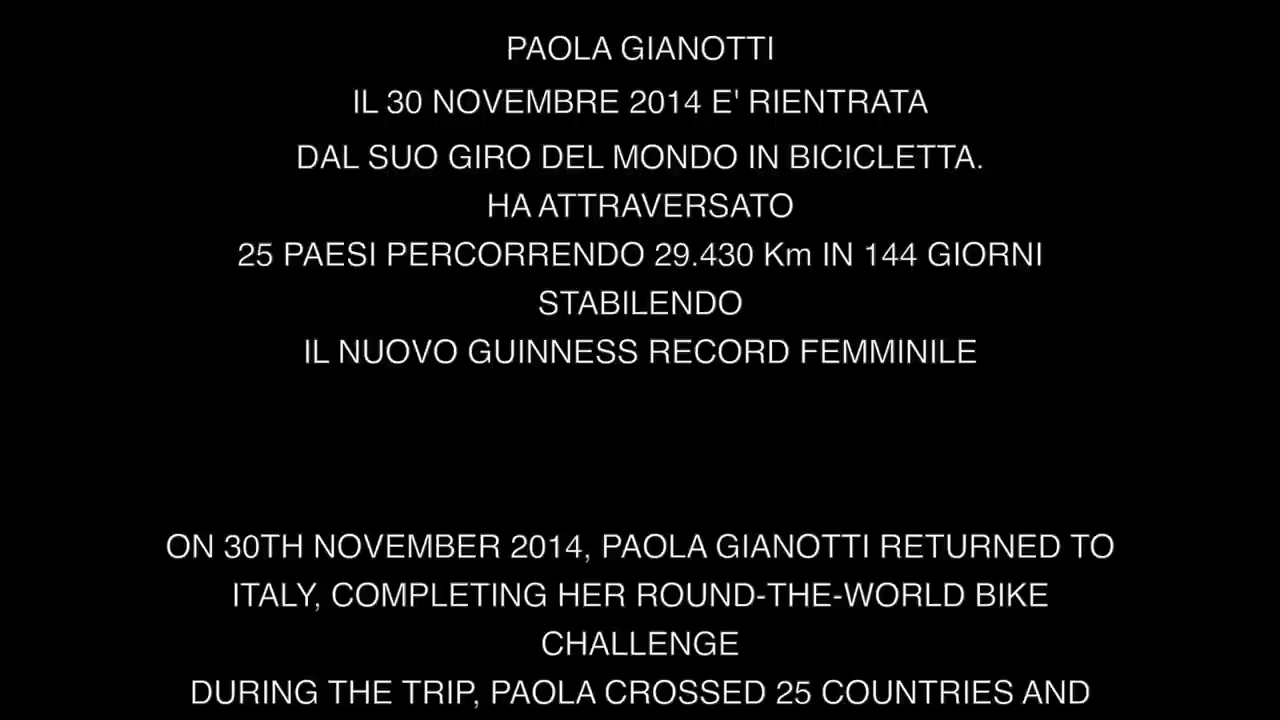 PAOLA GIANOTTI
IL 30 NOVEMBRE 2014 E' RIENTRATA
DAL SUO GIRO DEL MONDO IN BICICLETTA.
HA ATTRAVERSATO
25 PAESI PERCORRENDO 29.430 Km IN 144 GIORNI
STABILENDO
IL NUOVO GUINNESS RECORD FEMMINILE
ON 30TH NOVEMBER 2014, PAOLA GIANOTTI RETURNED TO
ITALY, COMPLETING HER ROUND-THE-WORLD BIKE
CHALLENGE
DURING THE TRIP, PAOLA CROSSED 25 COUNTRIES AND